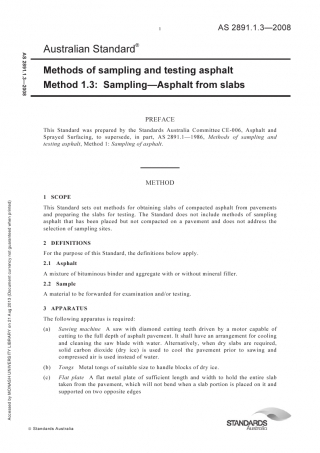 1
AS 2891.1.3—2008
Australian Standard®
Methods of sampling and testing asphalt
Method 1.3: Sampling—Asphalt from slabs
PREFACE
This Standard was prepared by the Standards Australia Committee CE-006, Asphalt and
Sprayed Surfacing, to supersede, in part, AS 2891.1—1986, Methods of sampling and
testing asphalt, Method 1: Sampling of asphalt.
METHOD
1 SCOPE
This Standard sets out methods for obtaining slabs of compacted asphalt from pavements
and preparing the slabs for testing. The Standard does not include methods of sampling
asphalt that has been placed but not compacted on a pavement and does not address the
selection of sampling sites.
2 DEFINITIONS
For the purpose of this Standard, the definitions below apply.
2.1 Asphalt
A mixture of bituminous binder and aggregate with or without mineral filler.
2.2 Sample
A material to be forwarded for examination and/or testing.
3 APPARATUS
The following apparatus is required:
(a) Sawing machine A saw with diamond cutting teeth driven by a motor capable of
cutting to the full depth of asphalt pavement. It shall have an arrangement for cooling
and cleaning the saw blade with water. Alternatively, when dry slabs are required,
solid carbon dioxide (dry ice) is used to cool the pavement prior to sawing and
compressed air is used instead of water.
(b) Tongs Metal tongs of suitable size to handle blocks of dry ice.
(c) Flat plate A flat metal plate of sufficient length and width to hold the entire slab
taken from the pavement, which will not bend when a slab portion is placed on it and
supported on two opposite edges
© Standards Australia
STANDARDS
Australia
AS 2891.1.3—2008
Accessed by MONASH UNIVERSITY LIBRARY on 21 Aug 2012 (Document currency not guaranteed when printed)